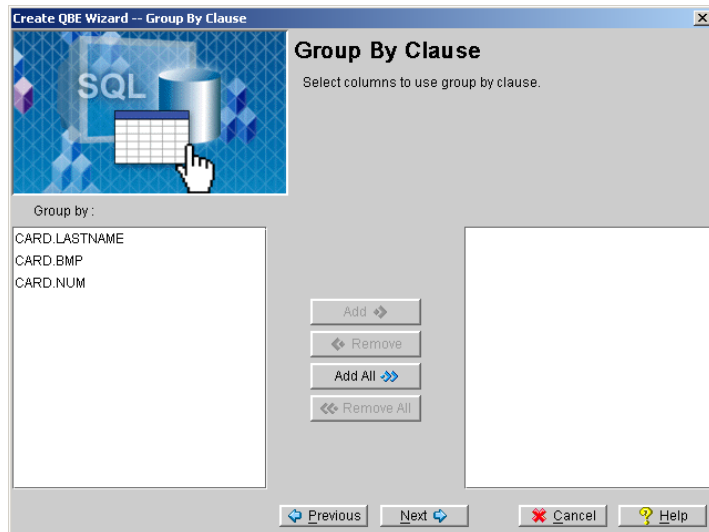 Create QBE Wizard -- Group By Clause
SQL
Group By Clause
Select columns to use group by clause.
Group by :
CARD.LASTNAME
CARD.BMP
CARD.NUM
Add
Remove
Add All
Remove All
Previous
Next
Cancel
Help